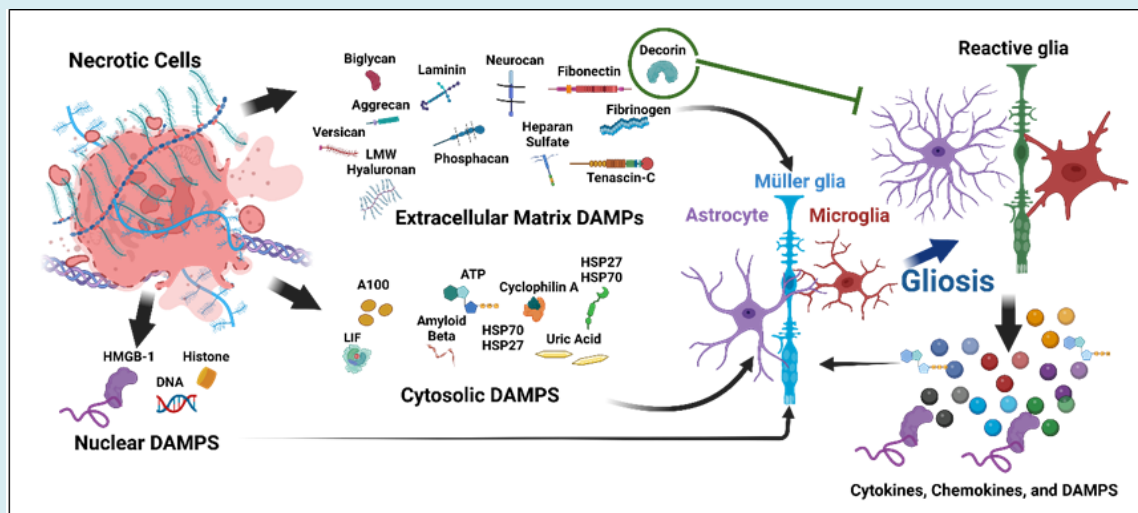 Necrotic Cells
Biglycan
Laminin
Neurocan
Fibonectin
Decorin
Aggrecan
Versican
LMW
Hyaluronan
Phosphacan
Heparan
Sulfate
Fibrinogen
Tenascin-C
Extracellular Matrix DAMPs
Reactive glia
Müller glia
Astrocyte
Microglia
Gliosis
A100
ATP
Cyclophilin A
HSP27
HSP70
LIF
Amyloid
Beta
HSP70
HSP27
Uric Acid
Cytosolic DAMPS
HMGB-1
Histone
DNA
Nuclear DAMPS
Cytokines, Chemokines, and DAMPS